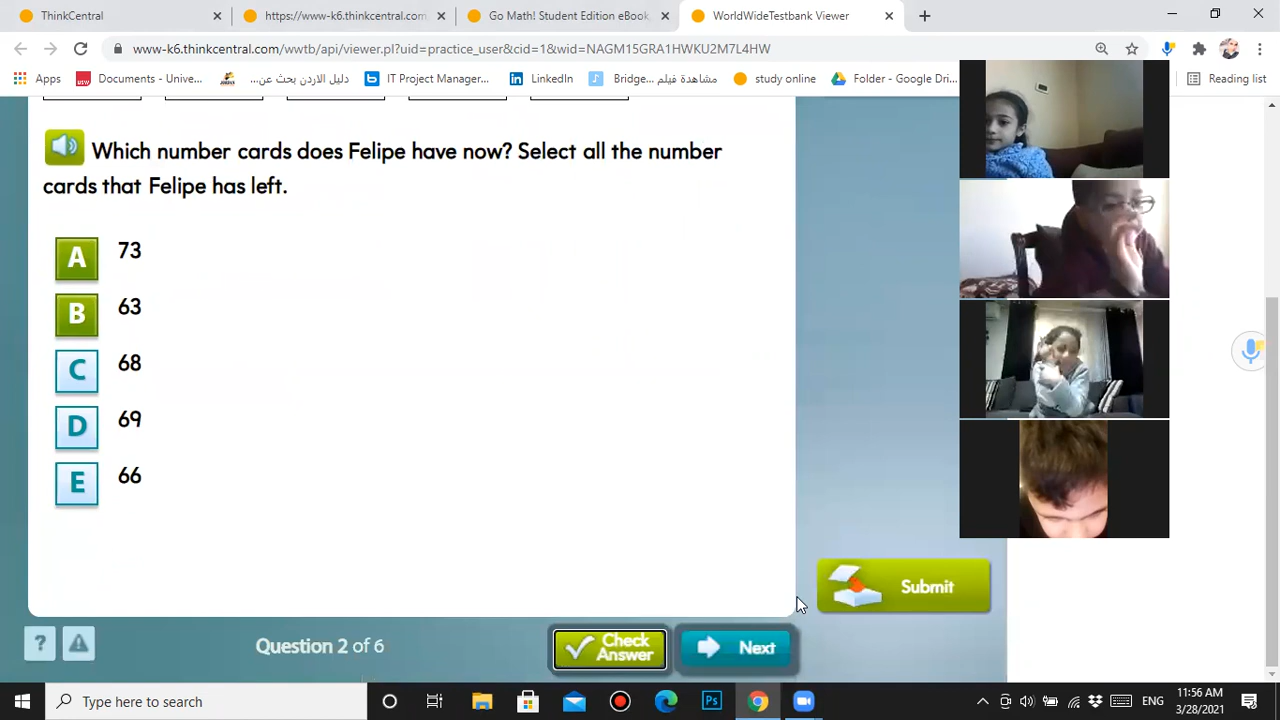 ThinkCentral
https://www-k6.thinkcentral.com
Go Math! Student Edition eBook
WorldWideTestbank Viewer
www-k6.thinkcentral.com/wwtb/api/viewer.pl?uid=practice_user&cid=1&wid=NAGM15GRA1HWKU2M7L4HW
Apps
Documents - Unive...
دليل الاردن بحث عن...
IT Project Manager...
LinkedIn
Bridge... مشاهدة فيلم
study online
Folder - Google Dri...
Reading list
Which number cards does Felipe have now? Select all the number
cards that Felipe has left.
A 73
B 63
C 68
D 69
E 66
Submit
? Question 2 of 6
Check
Answer
Next
Type here to search
Ps
ENG
11:56 AM
3/28/2021